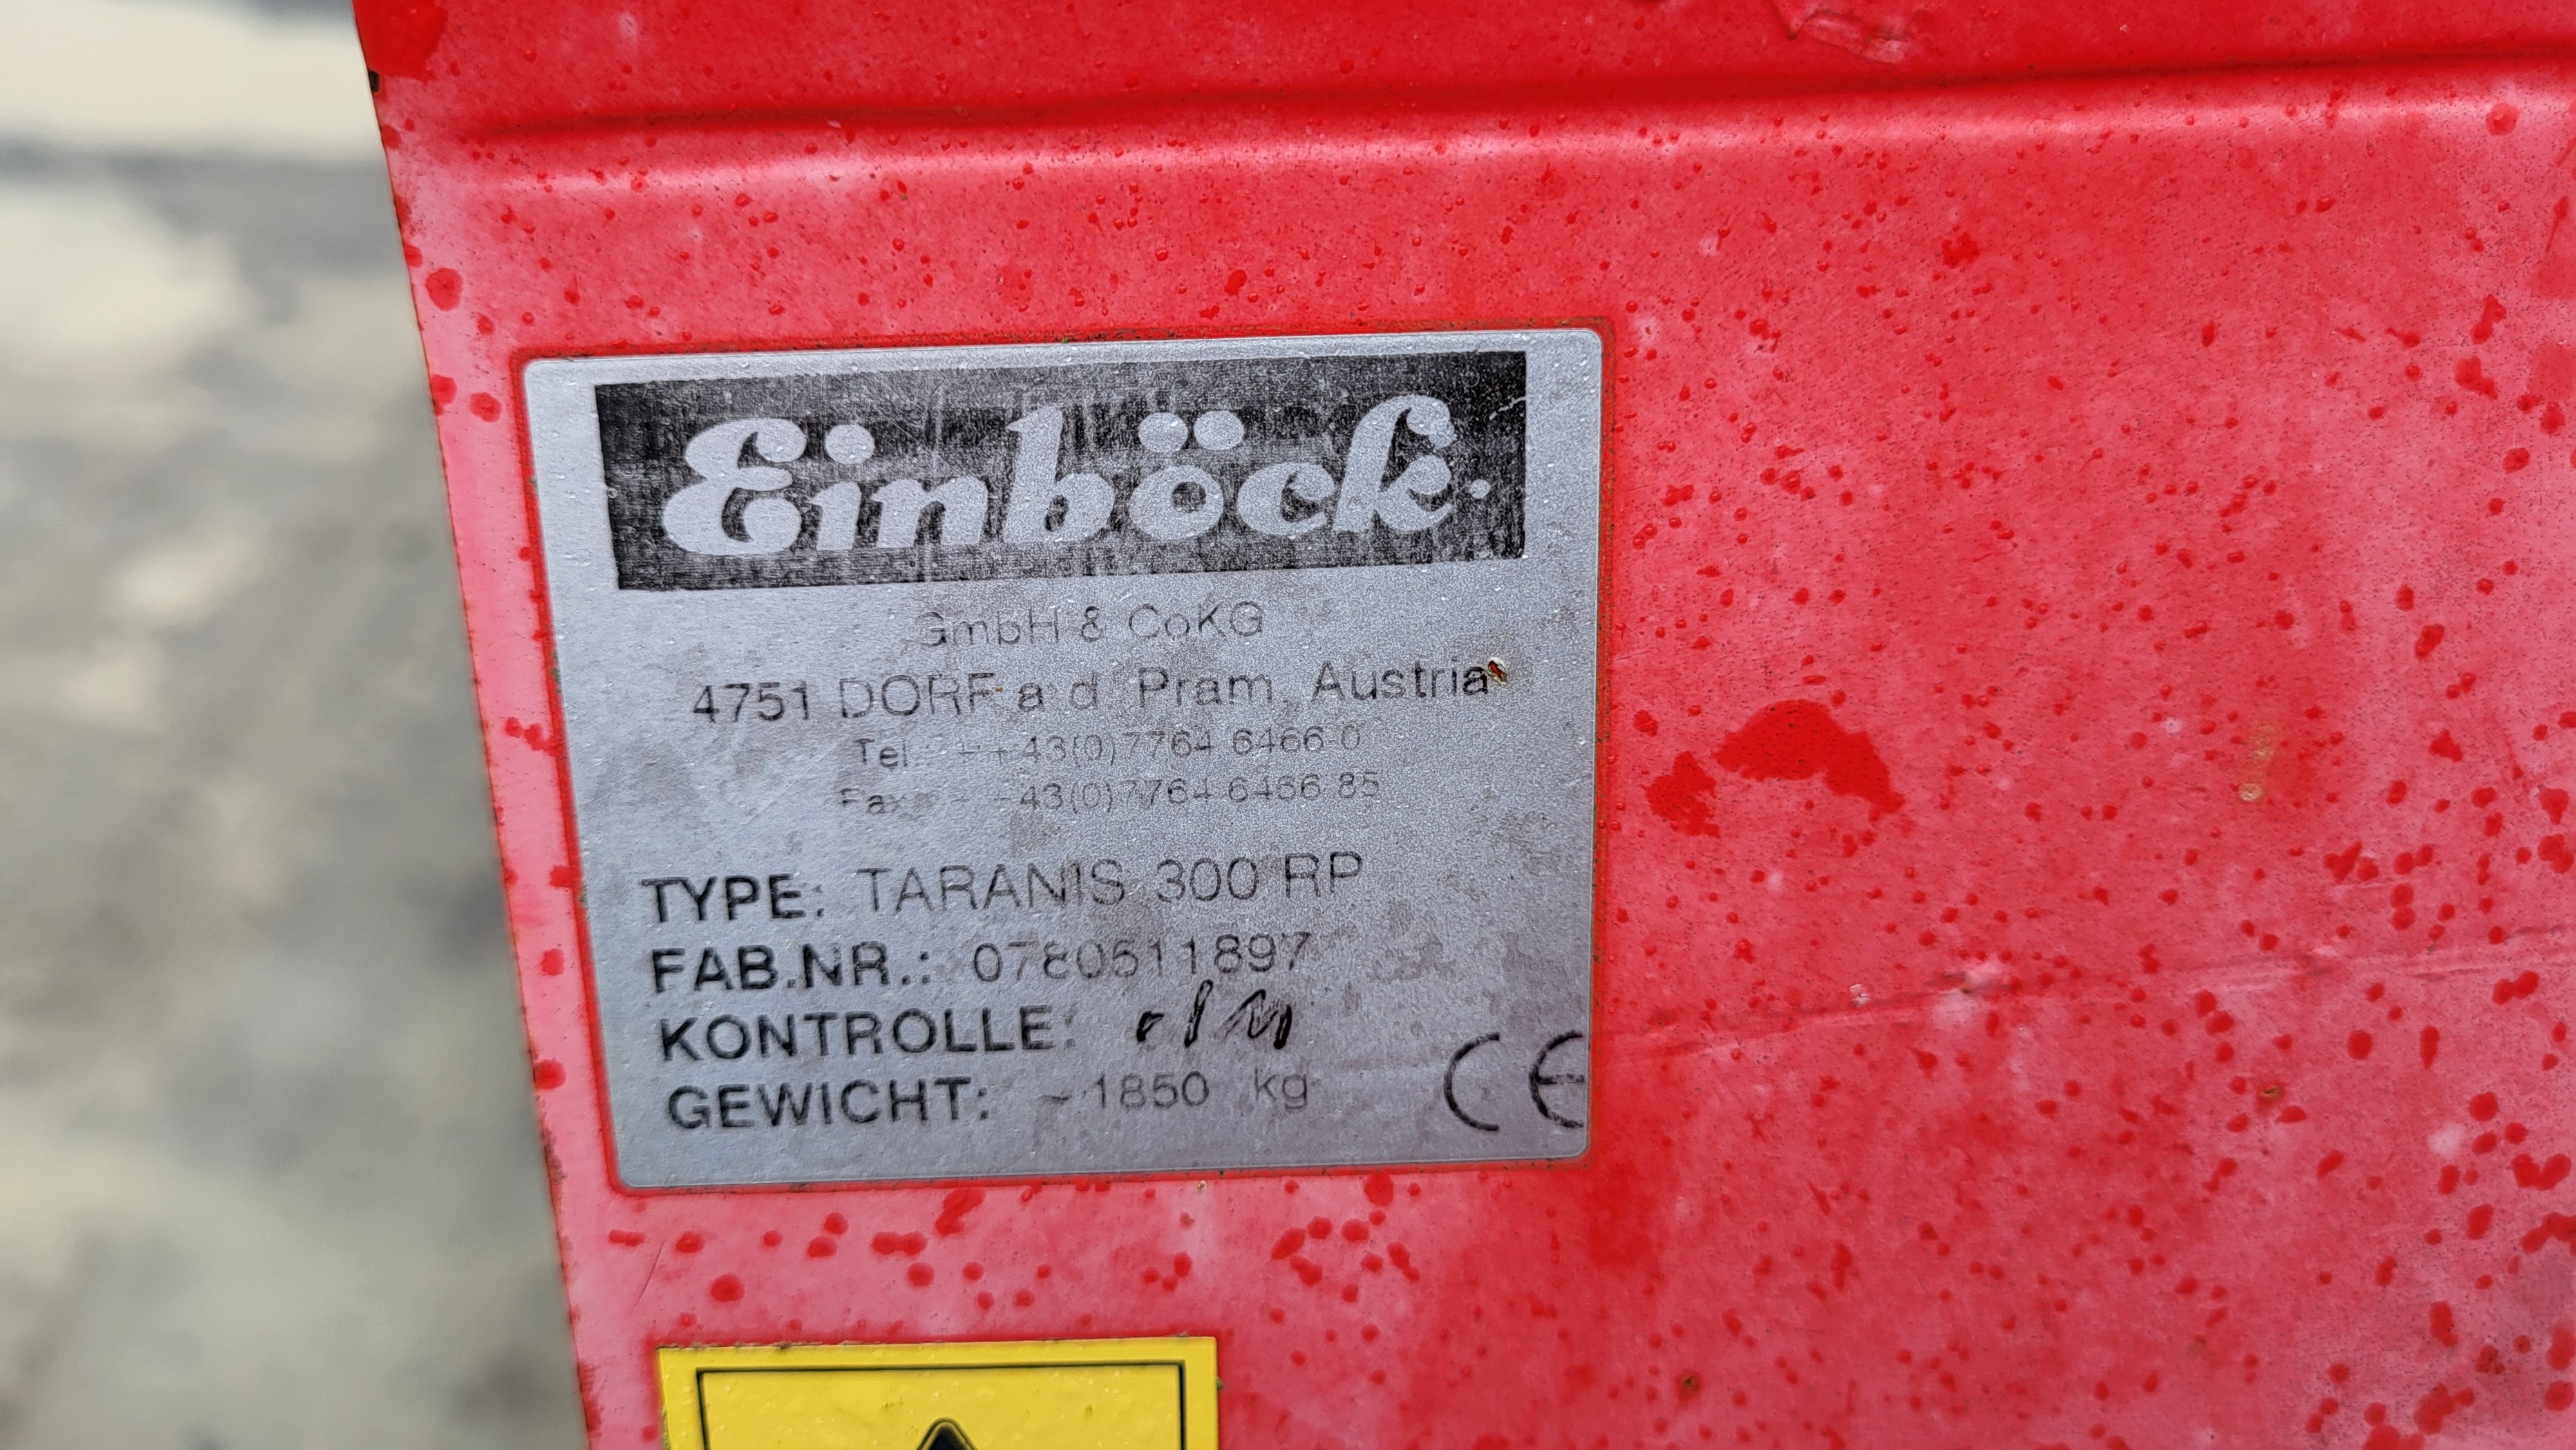 Einböck
GmbH & CoKG
4751 DORF a. d. Pram, Austria
Tel.: ++43(0)7764 6466-0
Fax: ++43(0)7764 6466 85
TYPE: TARANIS 300 RP
FAB.NR.: 0780511897
KONTROLLE:
GEWICHT: ~1850 kg
CE